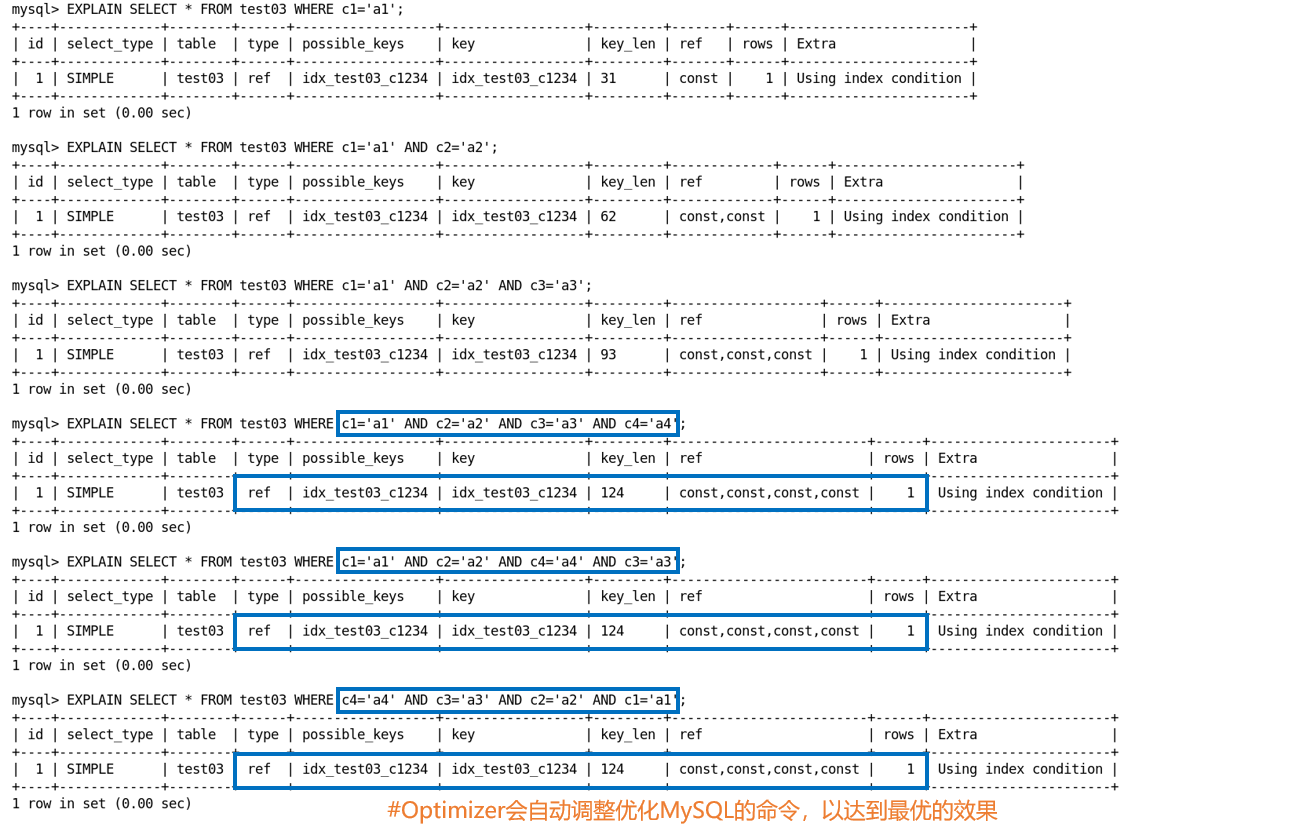 mysql> EXPLAIN SELECT * FROM test03 WHERE c1='a1';
+----+-------------+--------+------+-----------------+-----------------+---------+-------+------+-----------------------+
| id | select_type | table  | type | possible_keys   | key             | key_len | ref   | rows | Extra                 |
+----+-------------+--------+------+-----------------+-----------------+---------+-------+------+-----------------------+
|  1 | SIMPLE      | test03 | ref  | idx_test03_c1234 | idx_test03_c1234 | 31      | const |    1 | Using index condition |
+----+-------------+--------+------+-----------------+-----------------+---------+-------+------+-----------------------+
1 row in set (0.00 sec)
mysql> EXPLAIN SELECT * FROM test03 WHERE c1='a1' AND c2='a2';
+----+-------------+--------+------+-----------------+-----------------+---------+-------------+------+-----------------------+
| id | select_type | table  | type | possible_keys   | key             | key_len | ref         | rows | Extra                 |
+----+-------------+--------+------+-----------------+-----------------+---------+-------------+------+-----------------------+
|  1 | SIMPLE      | test03 | ref  | idx_test03_c1234 | idx_test03_c1234 | 62      | const,const |    1 | Using index condition |
+----+-------------+--------+------+-----------------+-----------------+---------+-------------+------+-----------------------+
1 row in set (0.00 sec)
mysql> EXPLAIN SELECT * FROM test03 WHERE c1='a1' AND c2='a2' AND c3='a3';
+----+-------------+--------+------+-----------------+-----------------+---------+-------------------+------+-----------------------+
| id | select_type | table  | type | possible_keys   | key             | key_len | ref               | rows | Extra                 |
+----+-------------+--------+------+-----------------+-----------------+---------+-------------------+------+-----------------------+
|  1 | SIMPLE      | test03 | ref  | idx_test03_c1234 | idx_test03_c1234 | 93      | const,const,const |    1 | Using index condition |
+----+-------------+--------+------+-----------------+-----------------+---------+-------------------+------+-----------------------+
1 row in set (0.00 sec)
mysql> EXPLAIN SELECT * FROM test03 WHERE c1='a1' AND c2='a2' AND c3='a3' AND c4='a4';
+----+-------------+--------+------+-----------------+-----------------+---------+-------------------------+------+-----------------------+
| id | select_type | table  | type | possible_keys   | key             | key_len | ref                     | rows | Extra                 |
+----+-------------+--------+------+-----------------+-----------------+---------+-------------------------+------+-----------------------+
|  1 | SIMPLE      | test03 | ref  | idx_test03_c1234 | idx_test03_c1234 | 124     | const,const,const,const |    1 | Using index condition |
+----+-------------+--------+------+-----------------+-----------------+---------+-------------------------+------+-----------------------+
1 row in set (0.00 sec)
mysql> EXPLAIN SELECT * FROM test03 WHERE c1='a1' AND c2='a2' AND c4='a4' AND c3='a3';
+----+-------------+--------+------+-----------------+-----------------+---------+-------------------------+------+-----------------------+
| id | select_type | table  | type | possible_keys   | key             | key_len | ref                     | rows | Extra                 |
+----+-------------+--------+------+-----------------+-----------------+---------+-------------------------+------+-----------------------+
|  1 | SIMPLE      | test03 | ref  | idx_test03_c1234 | idx_test03_c1234 | 124     | const,const,const,const |    1 | Using index condition |
+----+-------------+--------+------+-----------------+-----------------+---------+-------------------------+------+-----------------------+
1 row in set (0.00 sec)
mysql> EXPLAIN SELECT * FROM test03 WHERE c4='a4' AND c3='a3' AND c2='a2' AND c1='a1';
+----+-------------+--------+------+-----------------+-----------------+---------+-------------------------+------+-----------------------+
| id | select_type | table  | type | possible_keys   | key             | key_len | ref                     | rows | Extra                 |
+----+-------------+--------+------+-----------------+-----------------+---------+-------------------------+------+-----------------------+
|  1 | SIMPLE      | test03 | ref  | idx_test03_c1234 | idx_test03_c1234 | 124     | const,const,const,const |    1 | Using index condition |
+----+-------------+--------+------+-----------------+-----------------+---------+-------------------------+------+-----------------------+
1 row in set (0.00 sec)
#Optimizer会自动调整优化MySQL的命令，以达到最优的效果